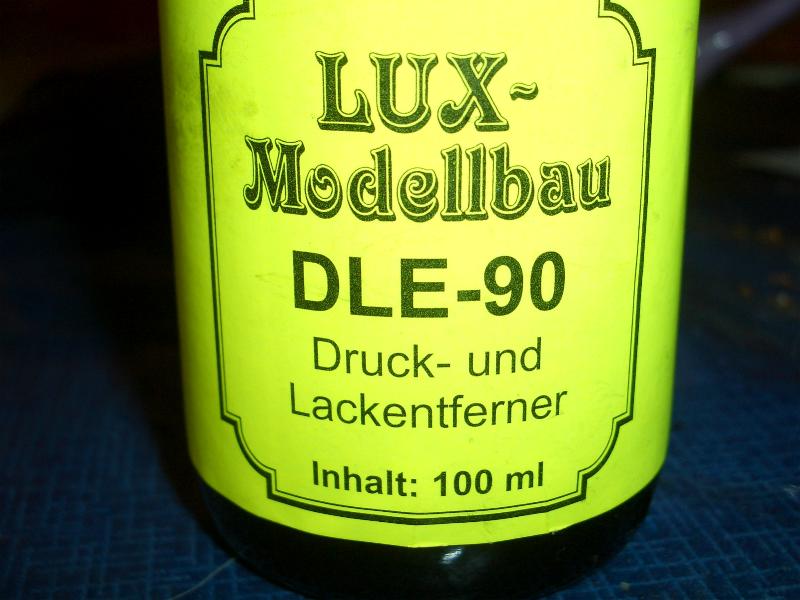 LUX-
Modellbau
DLE-90
Druck- und
Lackentferner
Inhalt: 100 ml